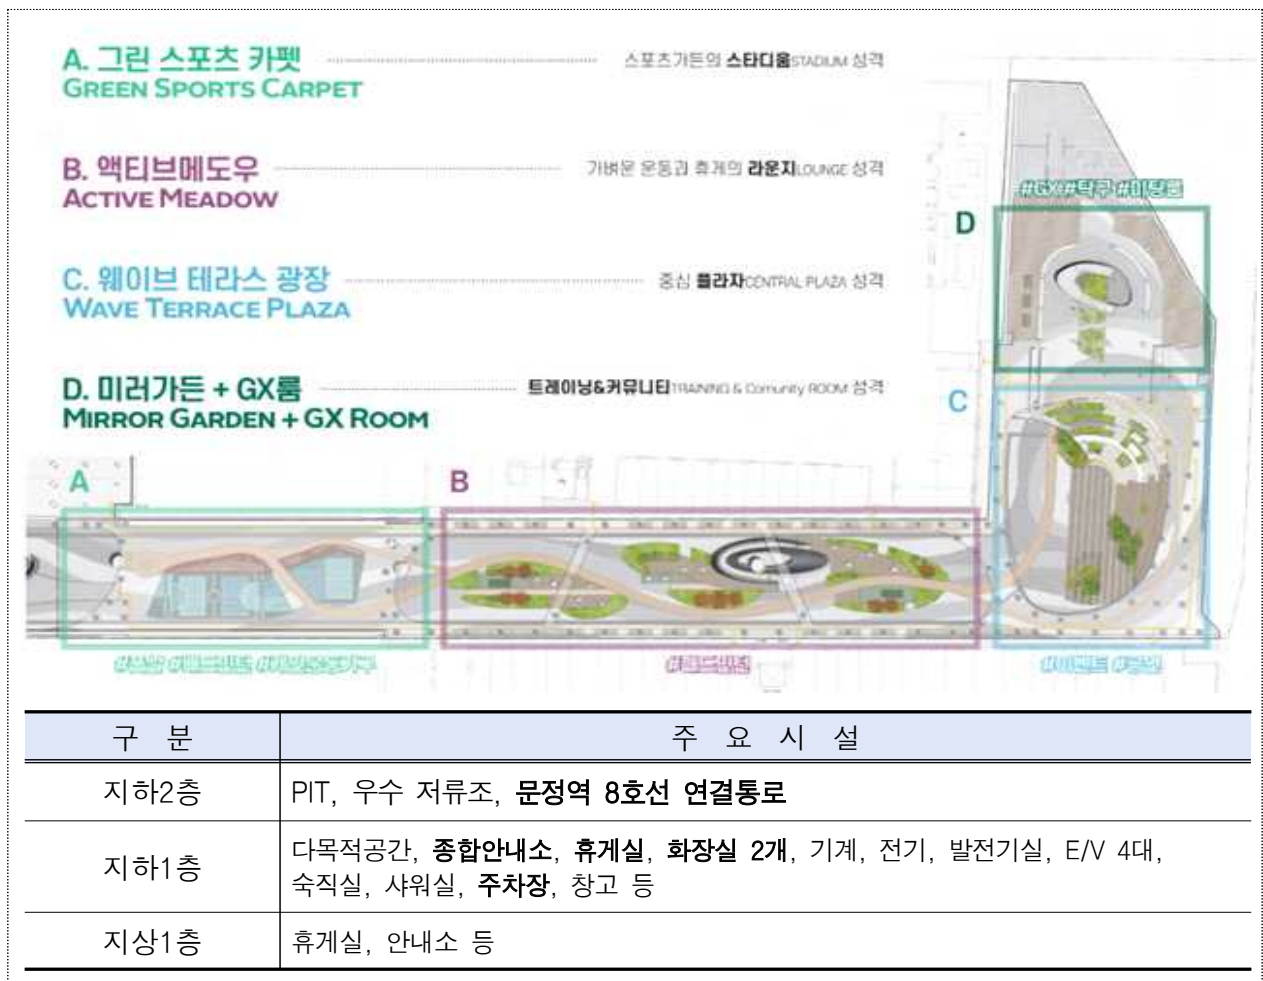 A. 그린 스포츠 카펫 스포츠가든의 스타디움STADIUM 성격
GREEN SPORTS CARPET
B. 액티브메도우 가벼운 운동과 휴게의 라운지LOUNGE 성격
ACTIVE MEADOW
C. 웨이브 테라스 광장 중심 플라자CENTRAL PLAZA 성격
WAVE TERRACE PLAZA
D. 미러가든 + GX룸 트레이닝&커뮤니티TRAINING & Comunity ROOM 성격
MIRROR GARDEN + GX ROOM
#GX #탁구 #미팅룸
D
C
A
B
구 분 주 요 시 설
지하2층 PIT, 우수 저류조, 문정역 8호선 연결통로
지하1층 다목적공간, 종합안내소, 휴게실, 화장실 2개, 기계, 전기, 발전기실, E/V 4대,
숙직실, 샤워실, 주차장, 창고 등
지상1층 휴게실, 안내소 등